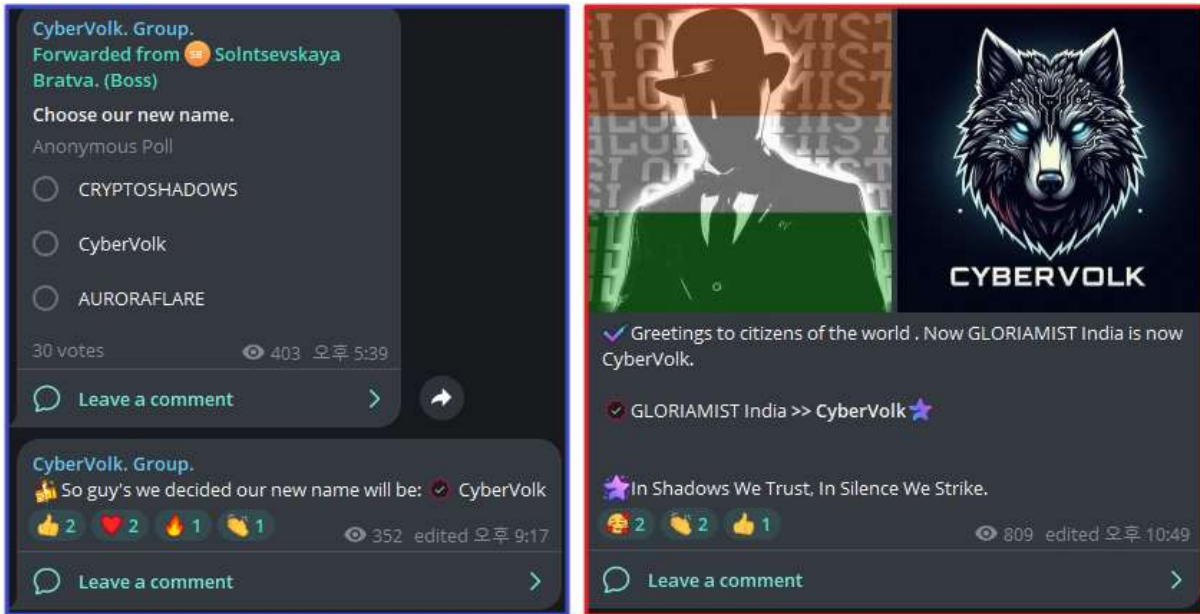 CyberVolk. Group.
Forwarded from SB Solntsevskaya
Bratva. (Boss)
Choose our new name.
Anonymous Poll
CRYPTOSHADOWS
CyberVolk
AURORAFLARE
30 votes
403 오후 5:39
Leave a comment
CyberVolk. Group.
So guy's we decided our new name will be: CyberVolk
2 2 1 1
352 edited 오후 9:17
Leave a comment
CYBERVOLK
Greetings to citizens of the world . Now GLORIAMIST India is now
CyberVolk.
GLORIAMIST India >> CyberVolk
In Shadows We Trust, In Silence We Strike.
2 2 1
809 edited 오후 10:49
Leave a comment